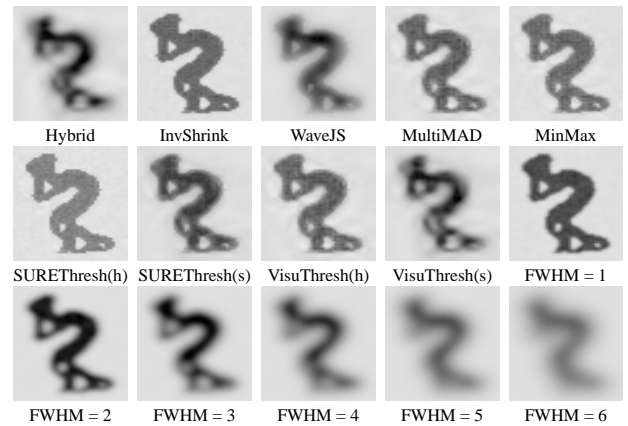 Hybrid InvShrink WaveJS MultiMAD MinMax
SUREThresh(h) SUREThresh(s) VisuThresh(h) VisuThresh(s) FWHM = 1
FWHM = 2 FWHM = 3 FWHM = 4 FWHM = 5 FWHM = 6